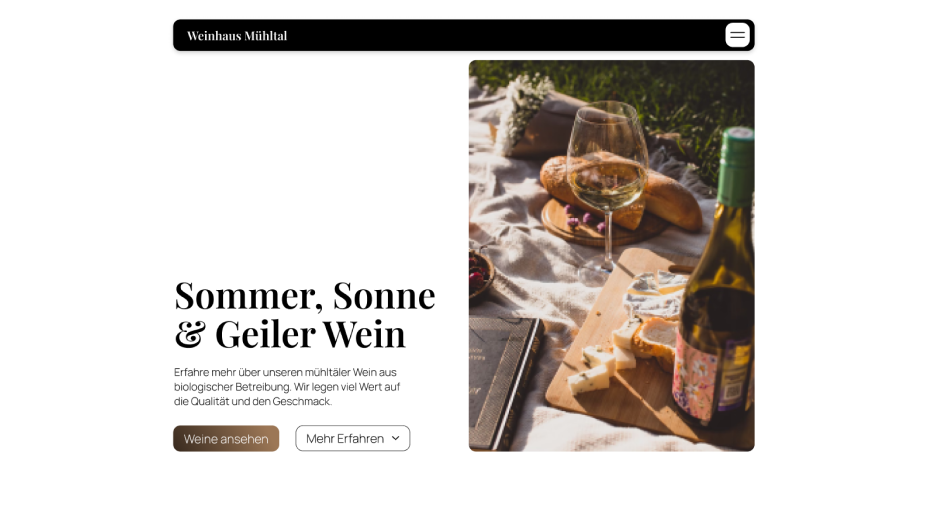 Weinhaus Mühltal
Sommer, Sonne
& Geiler Wein
Erfahre mehr über unseren mühltäler Wein aus
biologischer Betreibung. Wir legen viel Wert auf
die Qualität und den Geschmack.
Weine ansehen
Mehr Erfahren